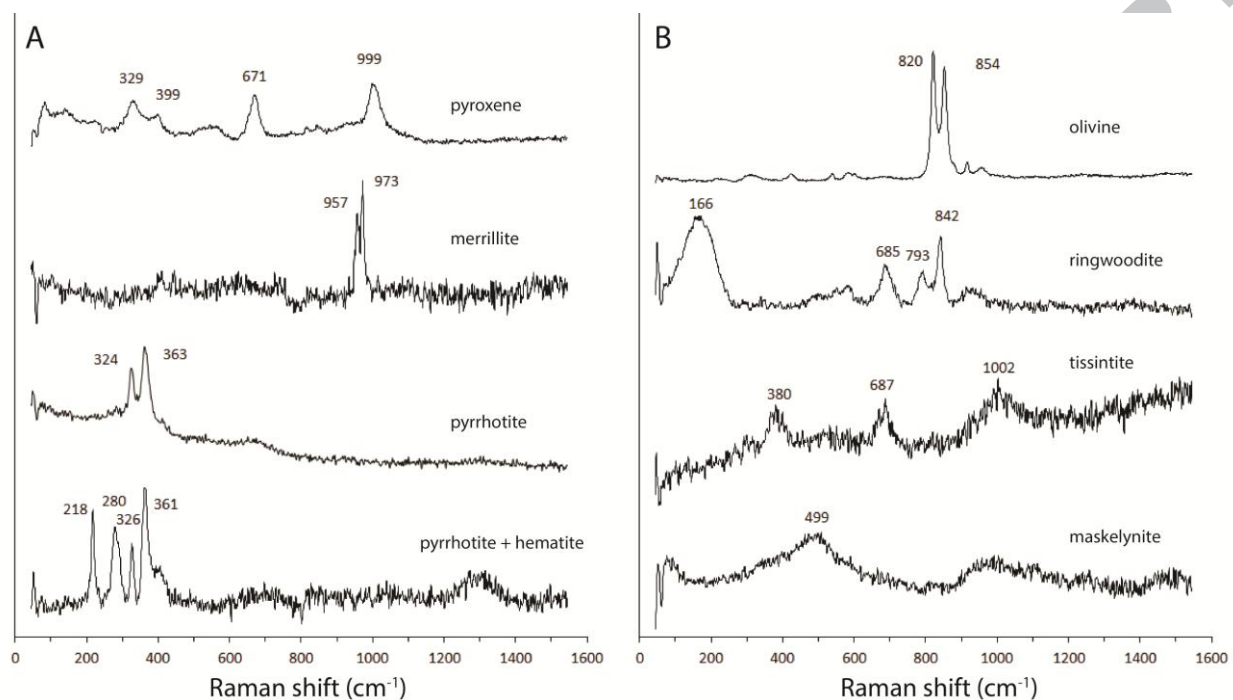 A
329
399
671
999
pyroxene
957
973
merrillite
324
363
pyrrhotite
218
280
326
361
pyrrhotite + hematite
0 200 400 600 800 1000 1200 1400 1600
Raman shift (cm⁻¹)
B
820
854
olivine
166
685
793
842
ringwoodite
380
687
1002
tissintite
499
maskelynite
0 200 400 600 800 1000 1200 1400 1600
Raman shift (cm⁻¹)